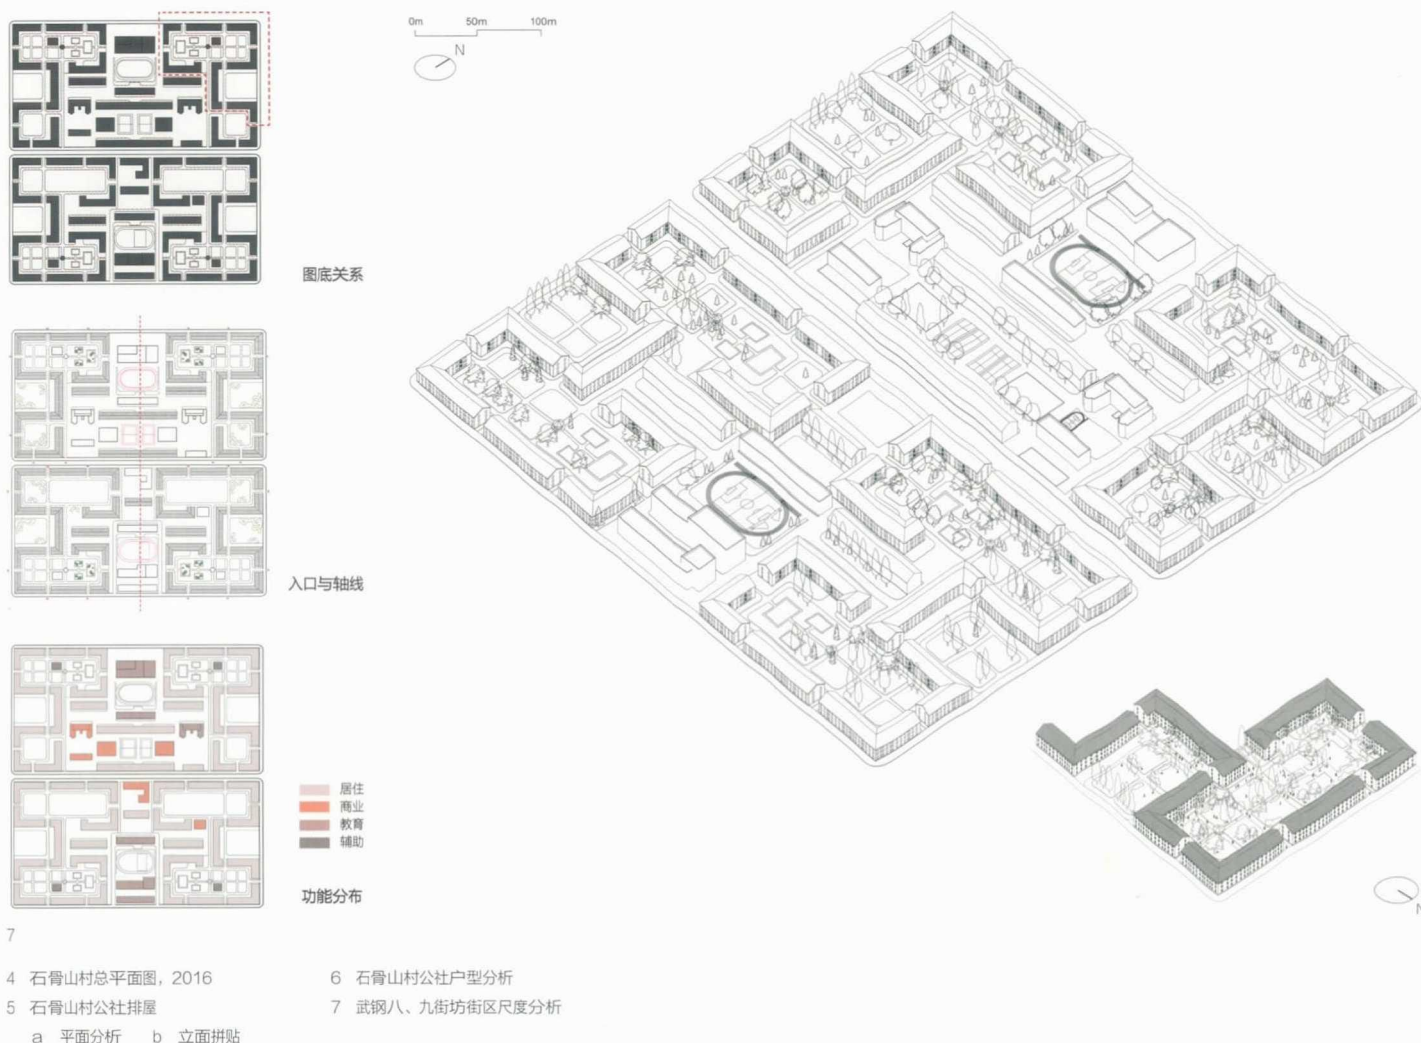 0m 50m 100m
N
图底关系
入口与轴线
居住
商业
教育
辅助
功能分布
N
7
4 石骨山村总平面图，2016
5 石骨山村公社排屋
a 平面分析 b 立面拼贴
6 石骨山村公社户型分析
7 武钢八、九街坊街区尺度分析